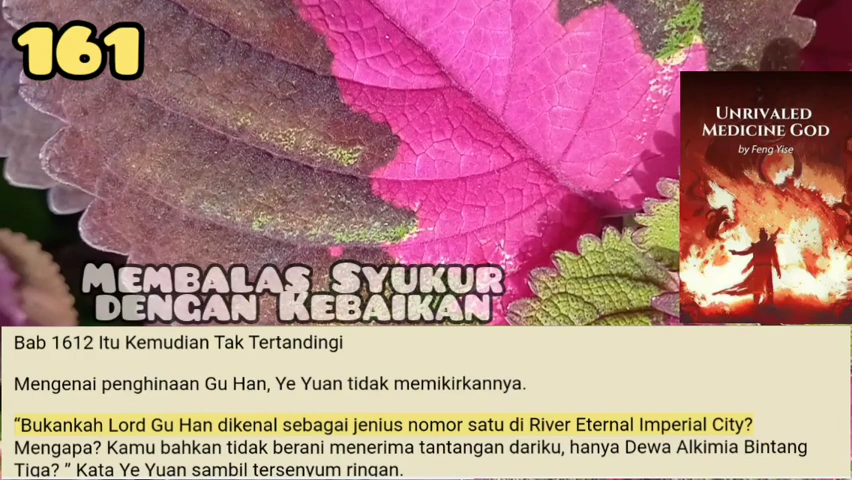 161
UNRIVALED
MEDICINE GOD
by Feng Yise
MEMBALAS SYUKUR
DENGAN KEBAIKAN
Bab 1612 Itu Kemudian Tak Tertandingi
Mengenai penghinaan Gu Han, Ye Yuan tidak memikirkannya.
“Bukankah Lord Gu Han dikenal sebagai jenius nomor satu di River Eternal Imperial City?
Mengapa? Kamu bahkan tidak berani menerima tantangan dariku, hanya Dewa Alkimia Bintang
Tiga? ” Kata Ye Yuan sambil tersenyum ringan.